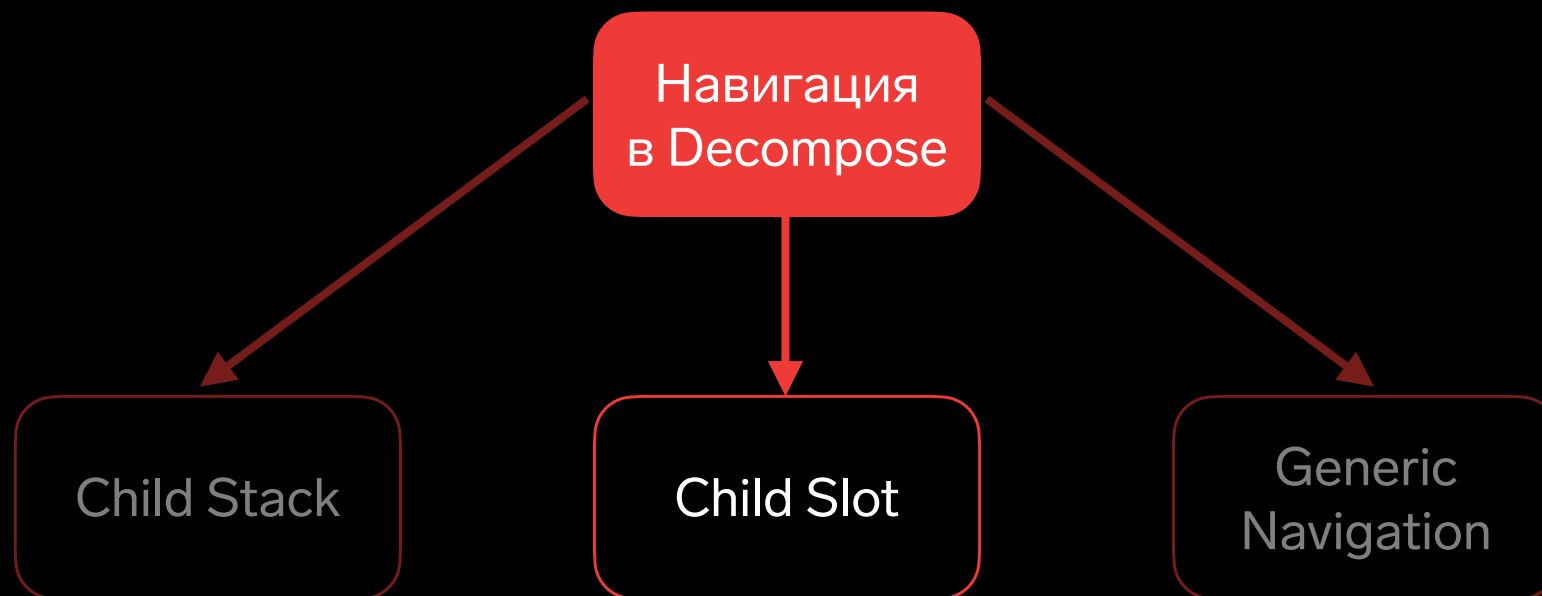 Навигация
в Decompose
Child Stack
Child Slot
Generic
Navigation